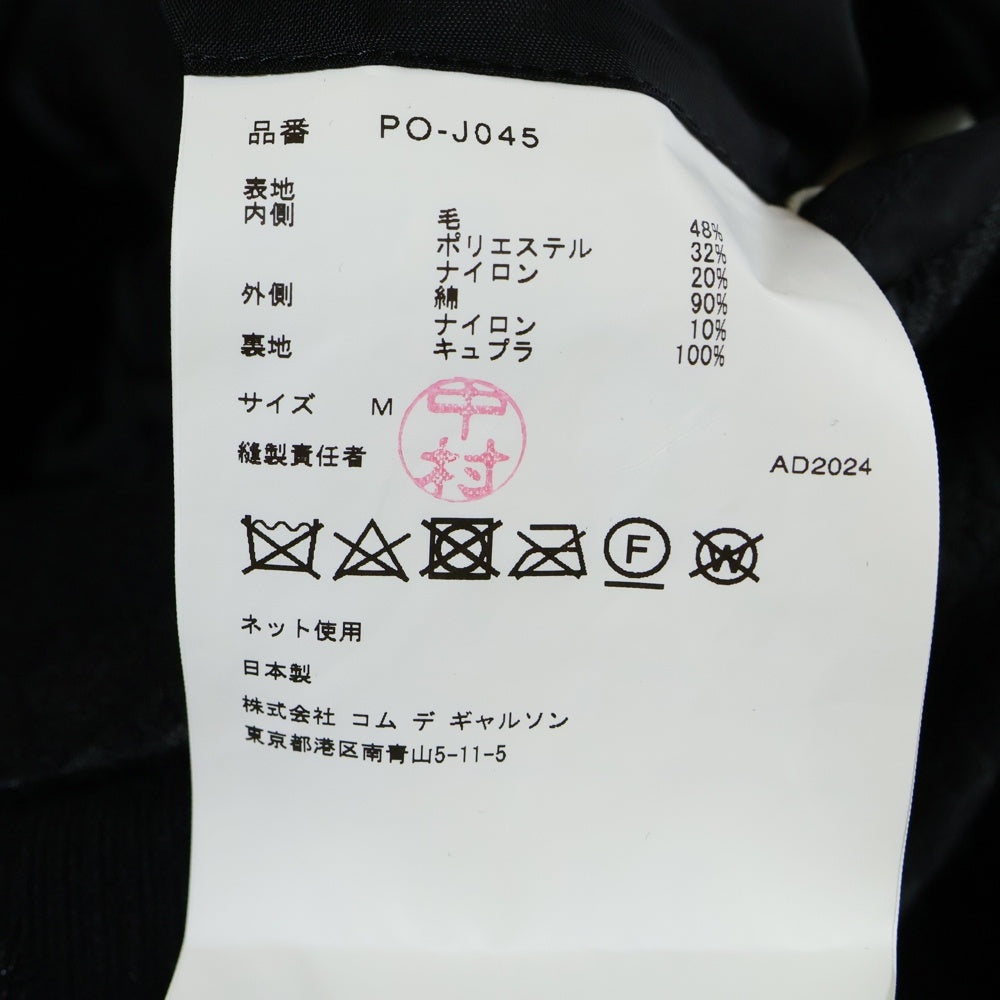 品番 PO-J045
表地
内側 毛 48%
ポリエステル 32%
ナイロン 20%
外側 綿 90%
ナイロン 10%
裏地 キュプラ 100%
サイズ M
中村
縫製責任者 AD2024
F W
ネット使用
日本製
株式会社 コム デ ギャルソン
東京都港区南青山5-11-5